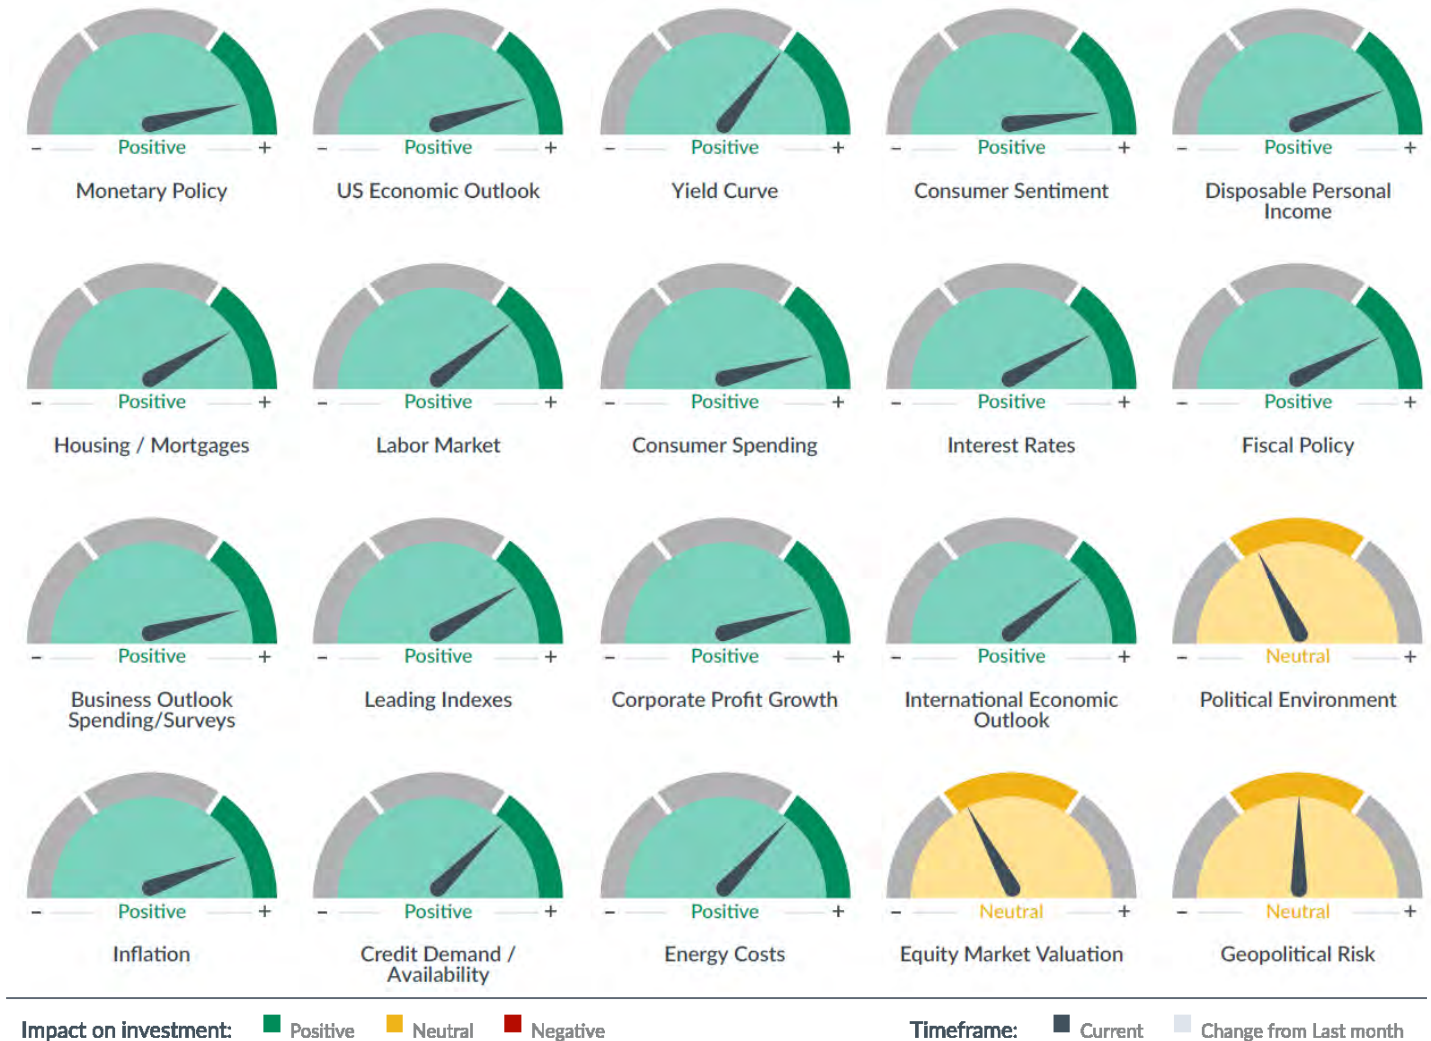 - Positive +
- Positive +
- Positive +
- Positive +
- Positive +
Monetary Policy
US Economic Outlook
Yield Curve
Consumer Sentiment
Disposable Personal
Income
- Positive +
- Positive +
- Positive +
- Positive +
- Positive +
Housing / Mortgages
Labor Market
Consumer Spending
Interest Rates
Fiscal Policy
- Positive +
- Positive +
- Positive +
- Positive +
- Neutral +
Business Outlook
Spending/Surveys
Leading Indexes
Corporate Profit Growth
International Economic
Outlook
Political Environment
- Positive +
- Positive +
- Positive +
- Neutral +
- Neutral +
Inflation
Credit Demand /
Availability
Energy Costs
Equity Market Valuation
Geopolitical Risk
Impact on investment: Positive Neutral Negative
Timeframe: Current Change from Last month